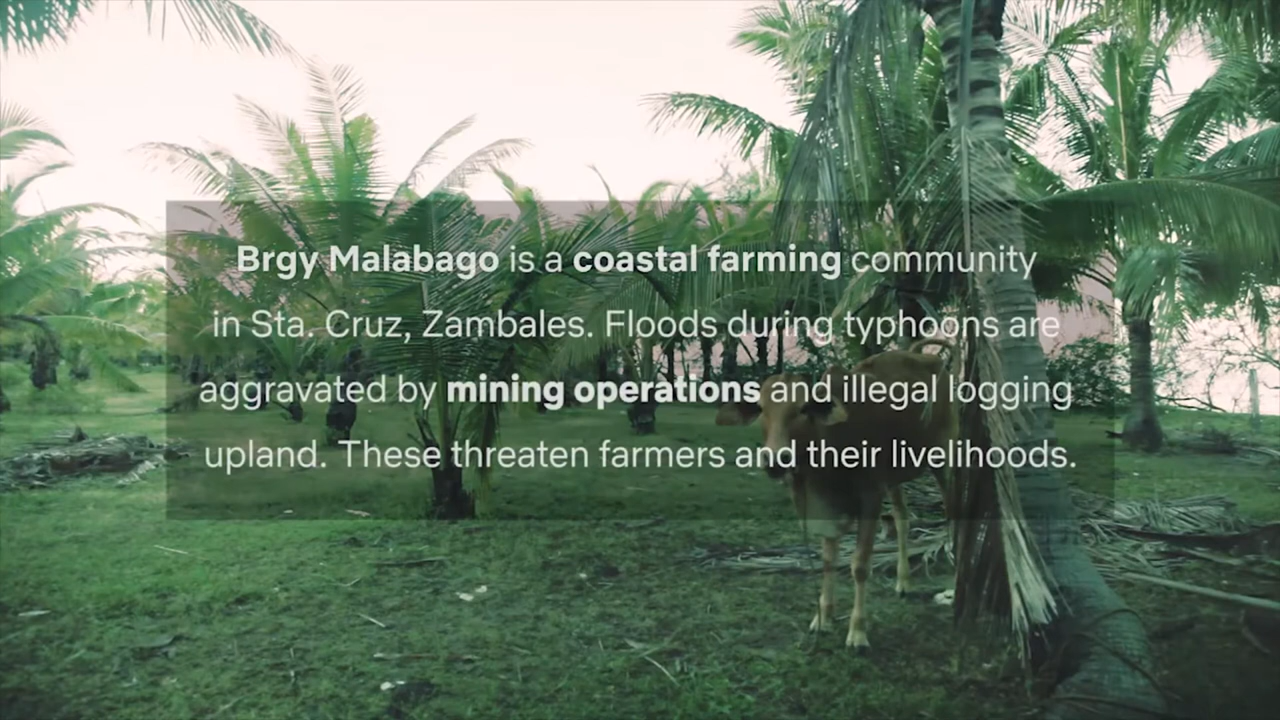 Brgy Malabago is a coastal farming community
in Sta. Cruz, Zambales. Floods during typhoons are
aggravated by mining operations and illegal logging
upland. These threaten farmers and their livelihoods.